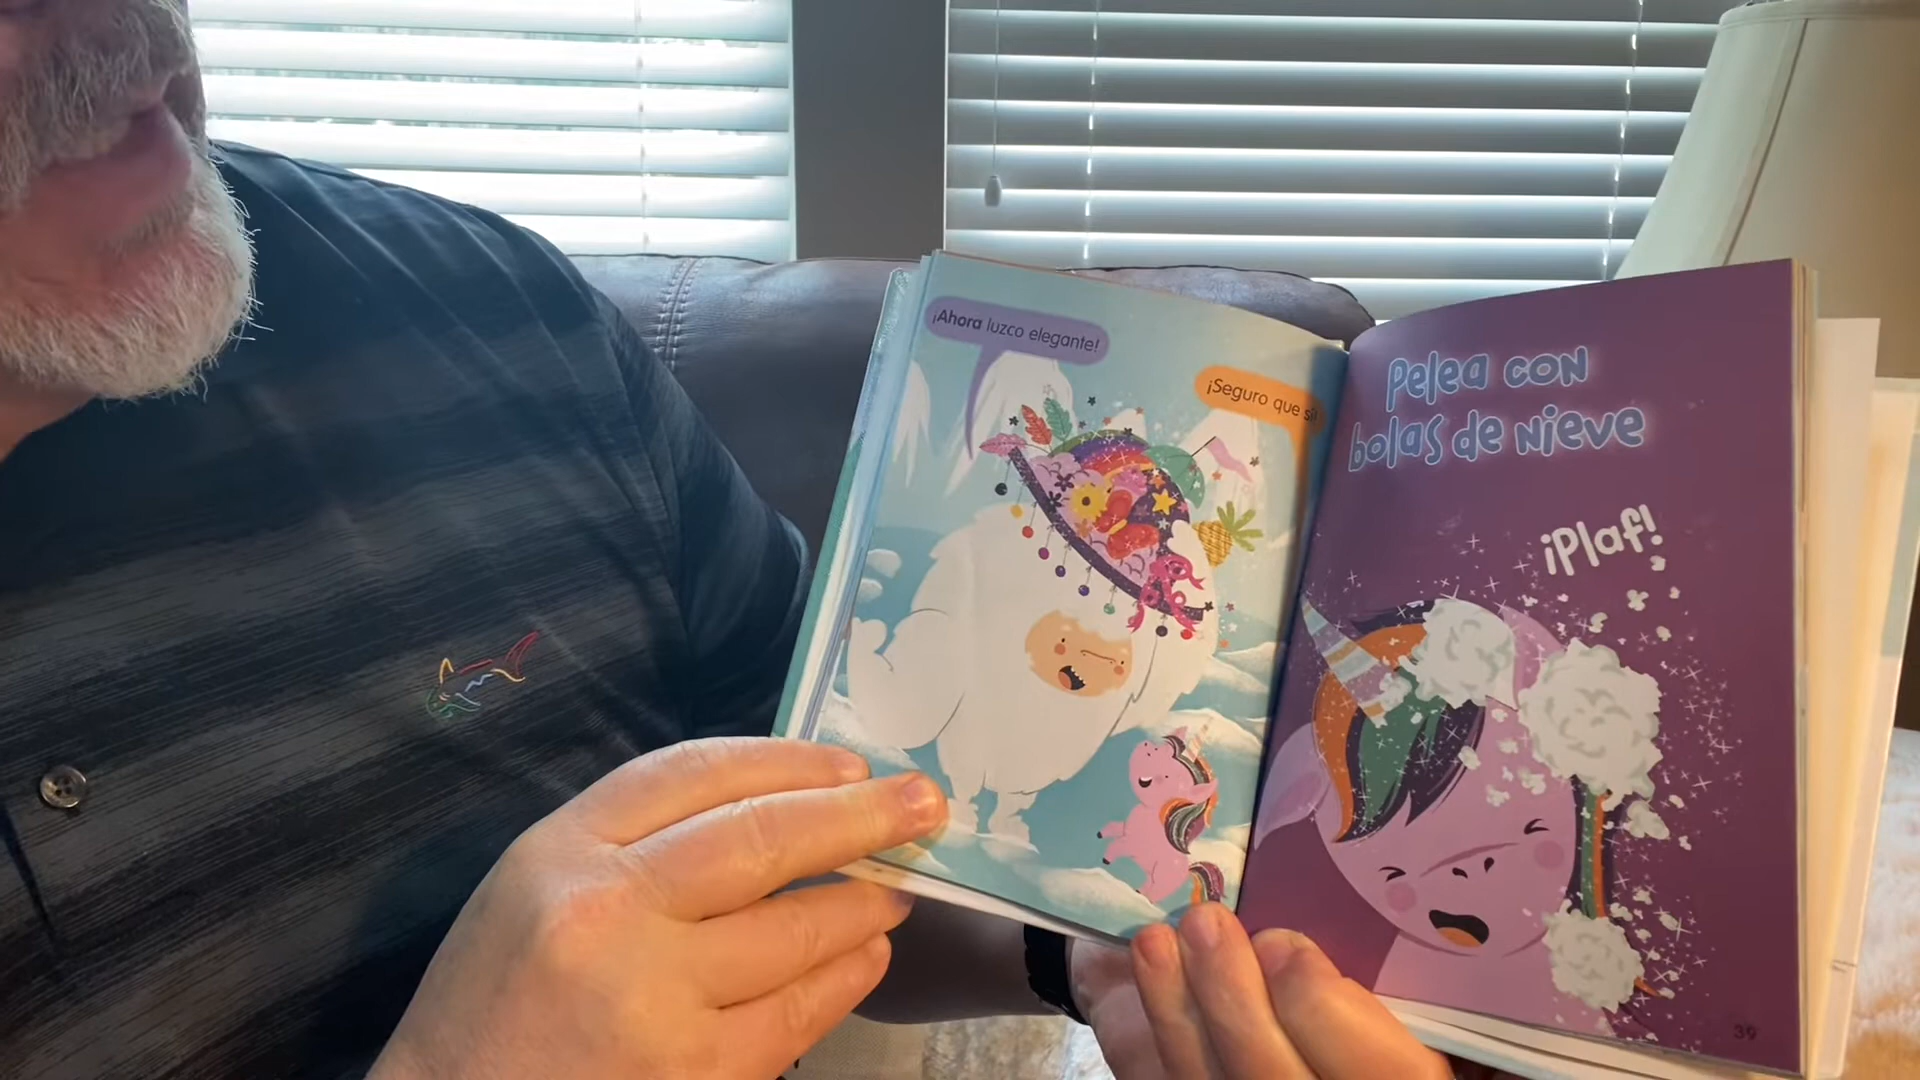 ¡Ahora luzco elegante!
¡Seguro que sí!
Pelea con
bolas de nieve
¡Plaf!
39